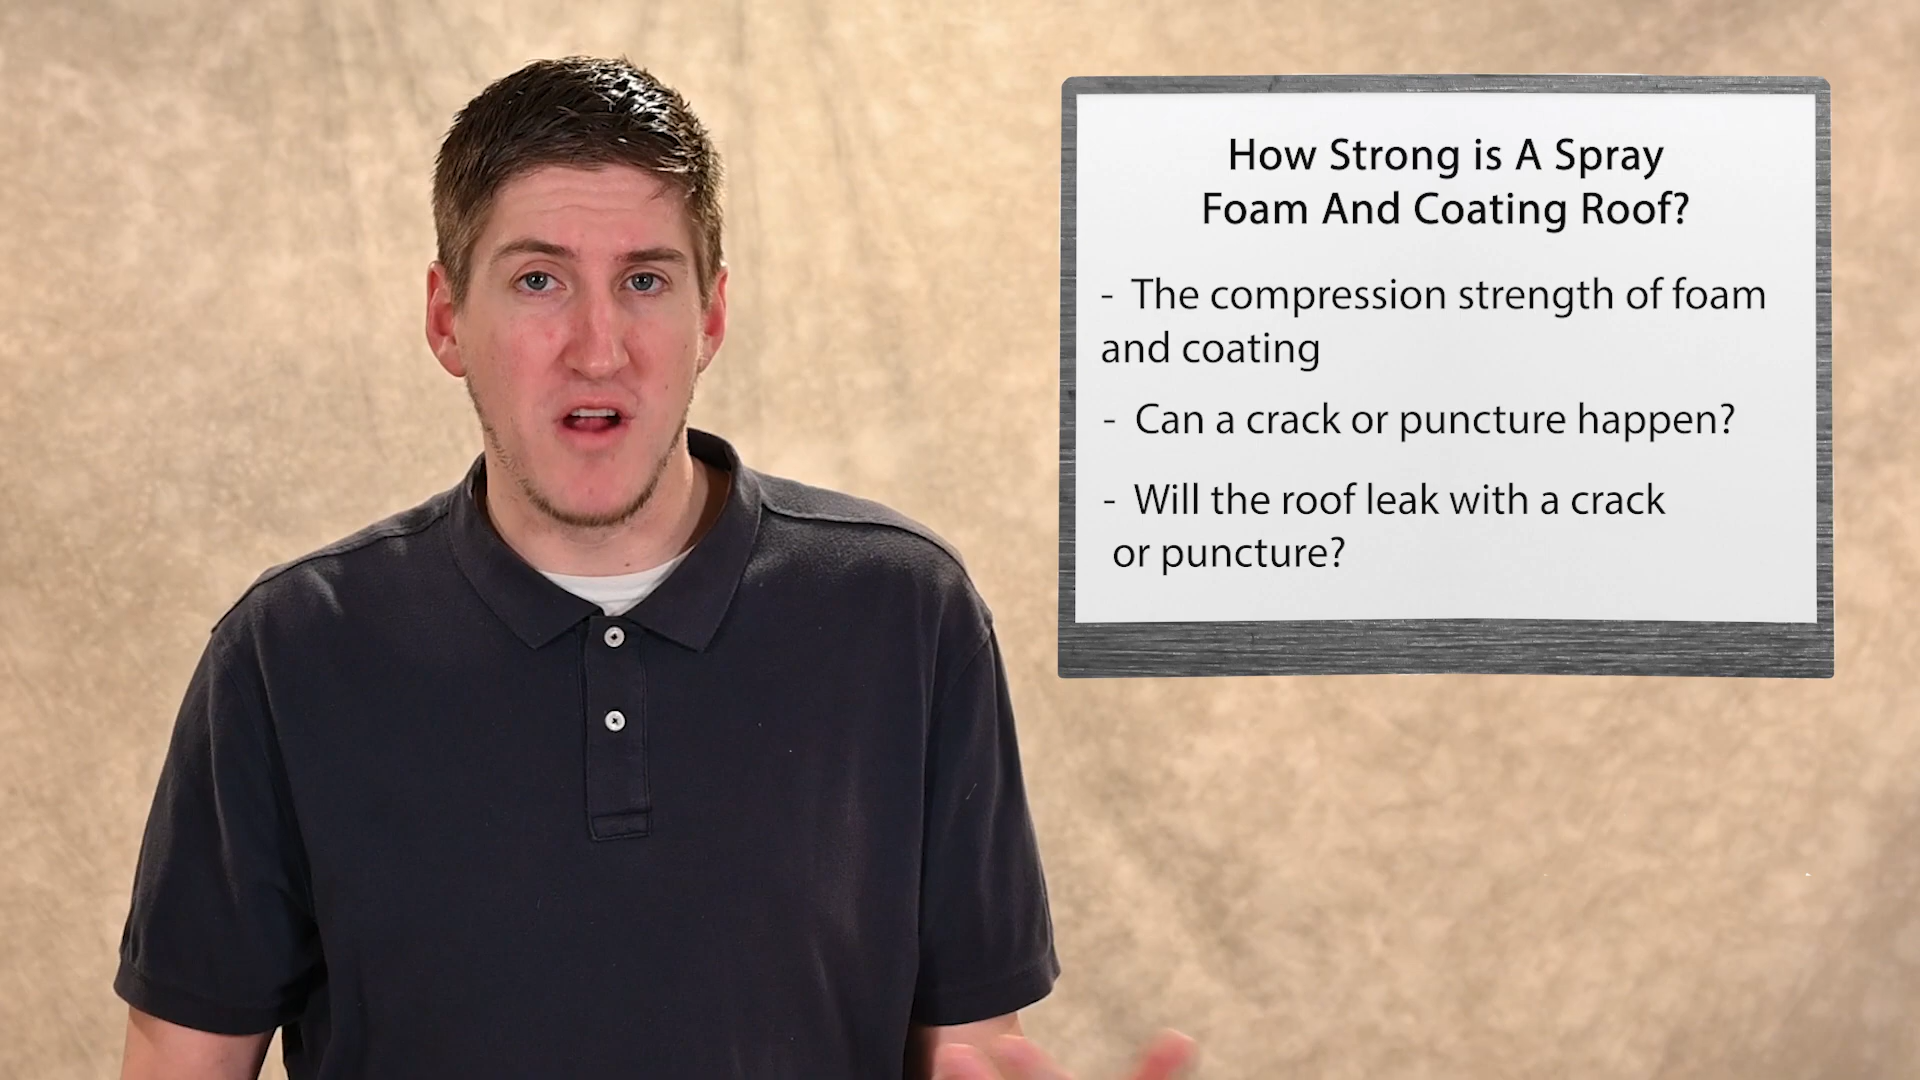 How Strong is A Spray
Foam And Coating Roof?
- The compression strength of foam
and coating
- Can a crack or puncture happen?
- Will the roof leak with a crack
or puncture?